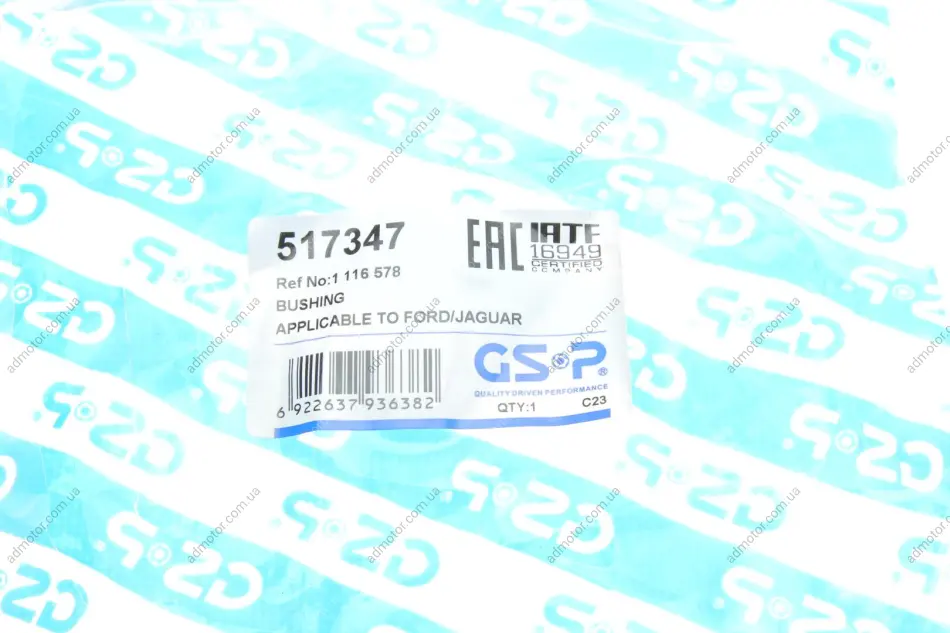 517347
Ref No:1 116 578
BUSHING
APPLICABLE TO FORD/JAGUAR
6 922637 936382
EAC
IATF
16949
CERTIFIED
COMPANY
GSP®
QUALITY DRIVEN PERFORMANCE
QTY:1
C23
admotor.com.ua